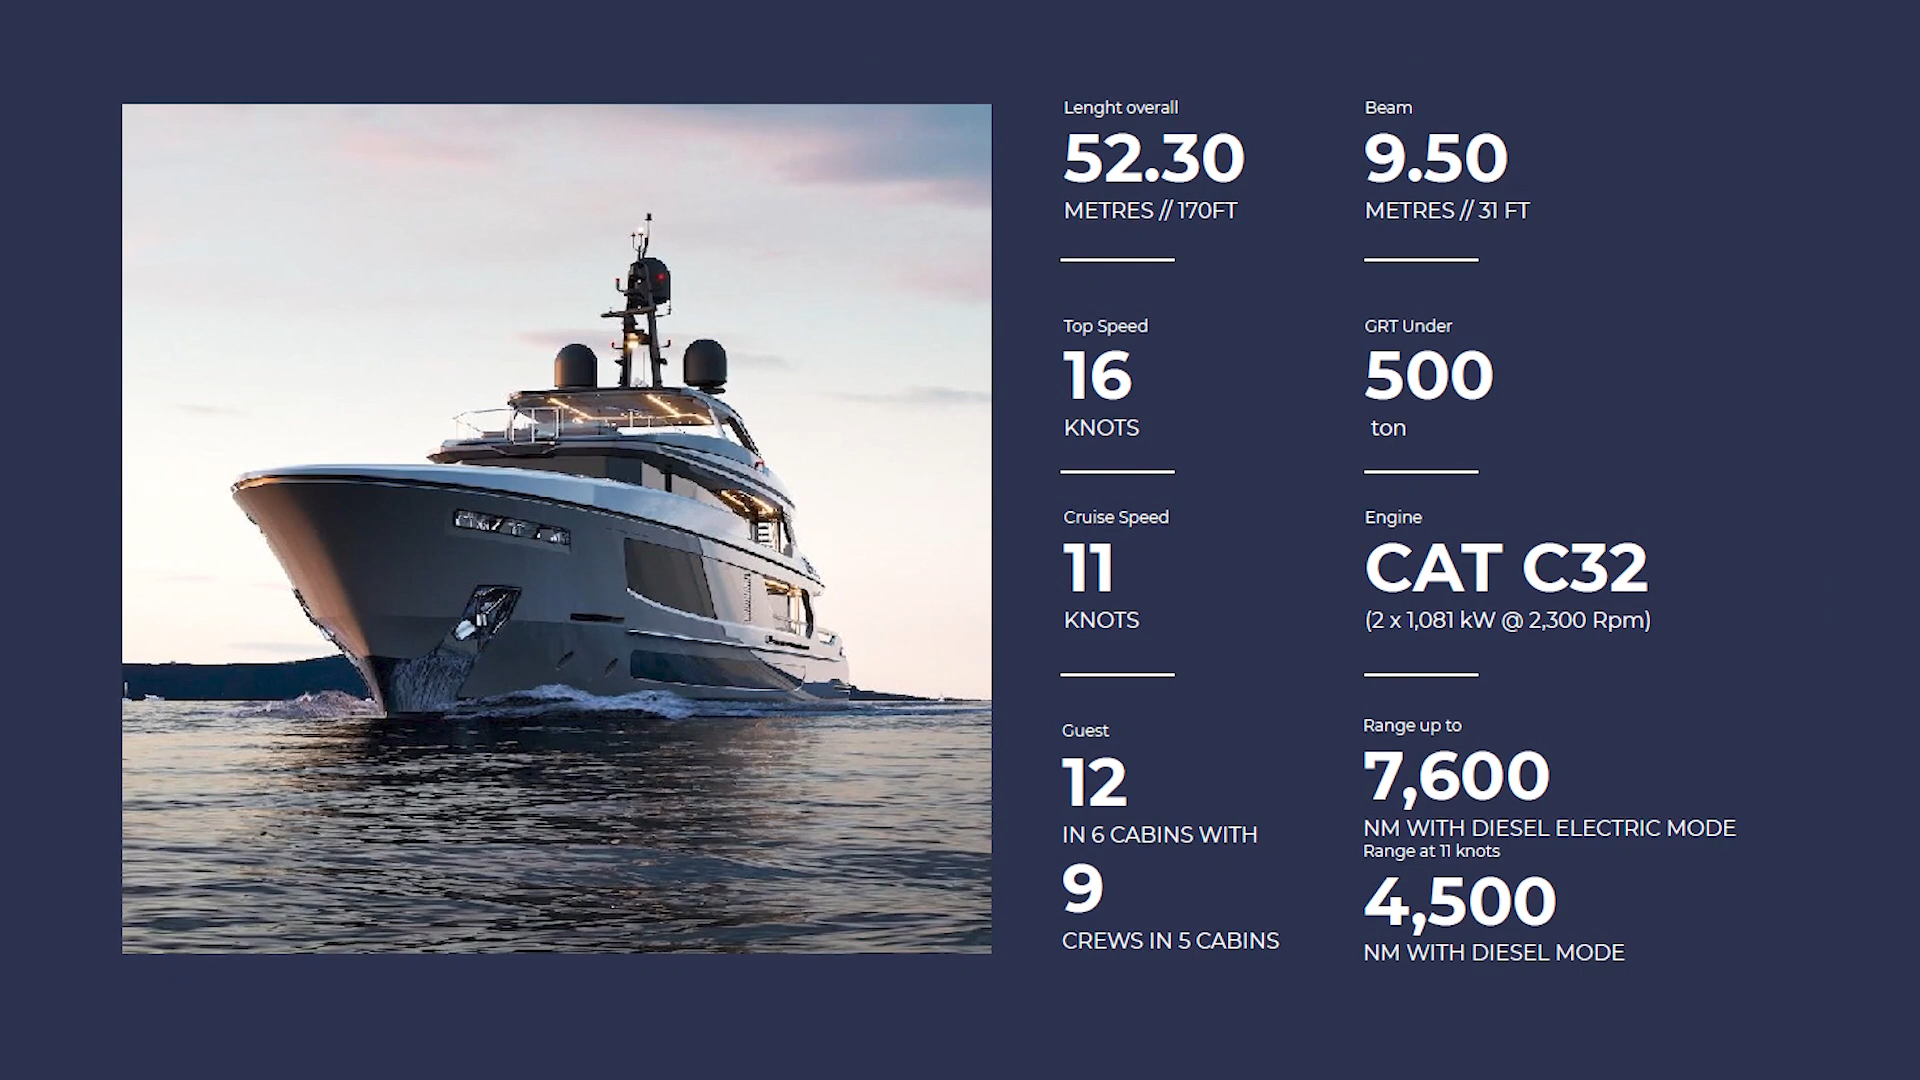 Lenght overall
52.30
METRES // 170FT
Beam
9.50
METRES // 31 FT
Top Speed
16
KNOTS
GRT Under
500
ton
Cruise Speed
11
KNOTS
Engine
CAT C32
(2 x 1,081 kW @ 2,300 Rpm)
Guest
12
IN 6 CABINS WITH
9
CREWS IN 5 CABINS
Range up to
7,600
NM WITH DIESEL ELECTRIC MODE
Range at 11 knots
4,500
NM WITH DIESEL MODE